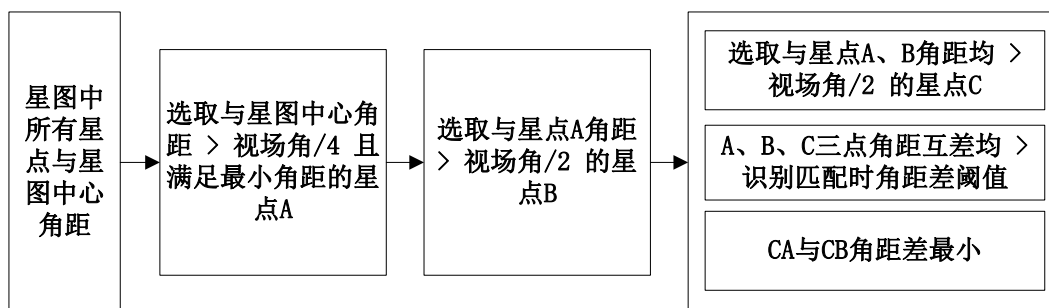 星图中
所有星
点与星
图中心
角距
选取与星图中心角
距 > 视场角/4 且
满足最小角距的星
点A
选取与星点A角距
> 视场角/2 的星
点B
选取与星点A、B角距均 >
视场角/2 的星点C
A、B、C三点角距互差均 >
识别匹配时角距差阈值
CA与CB角距差最小